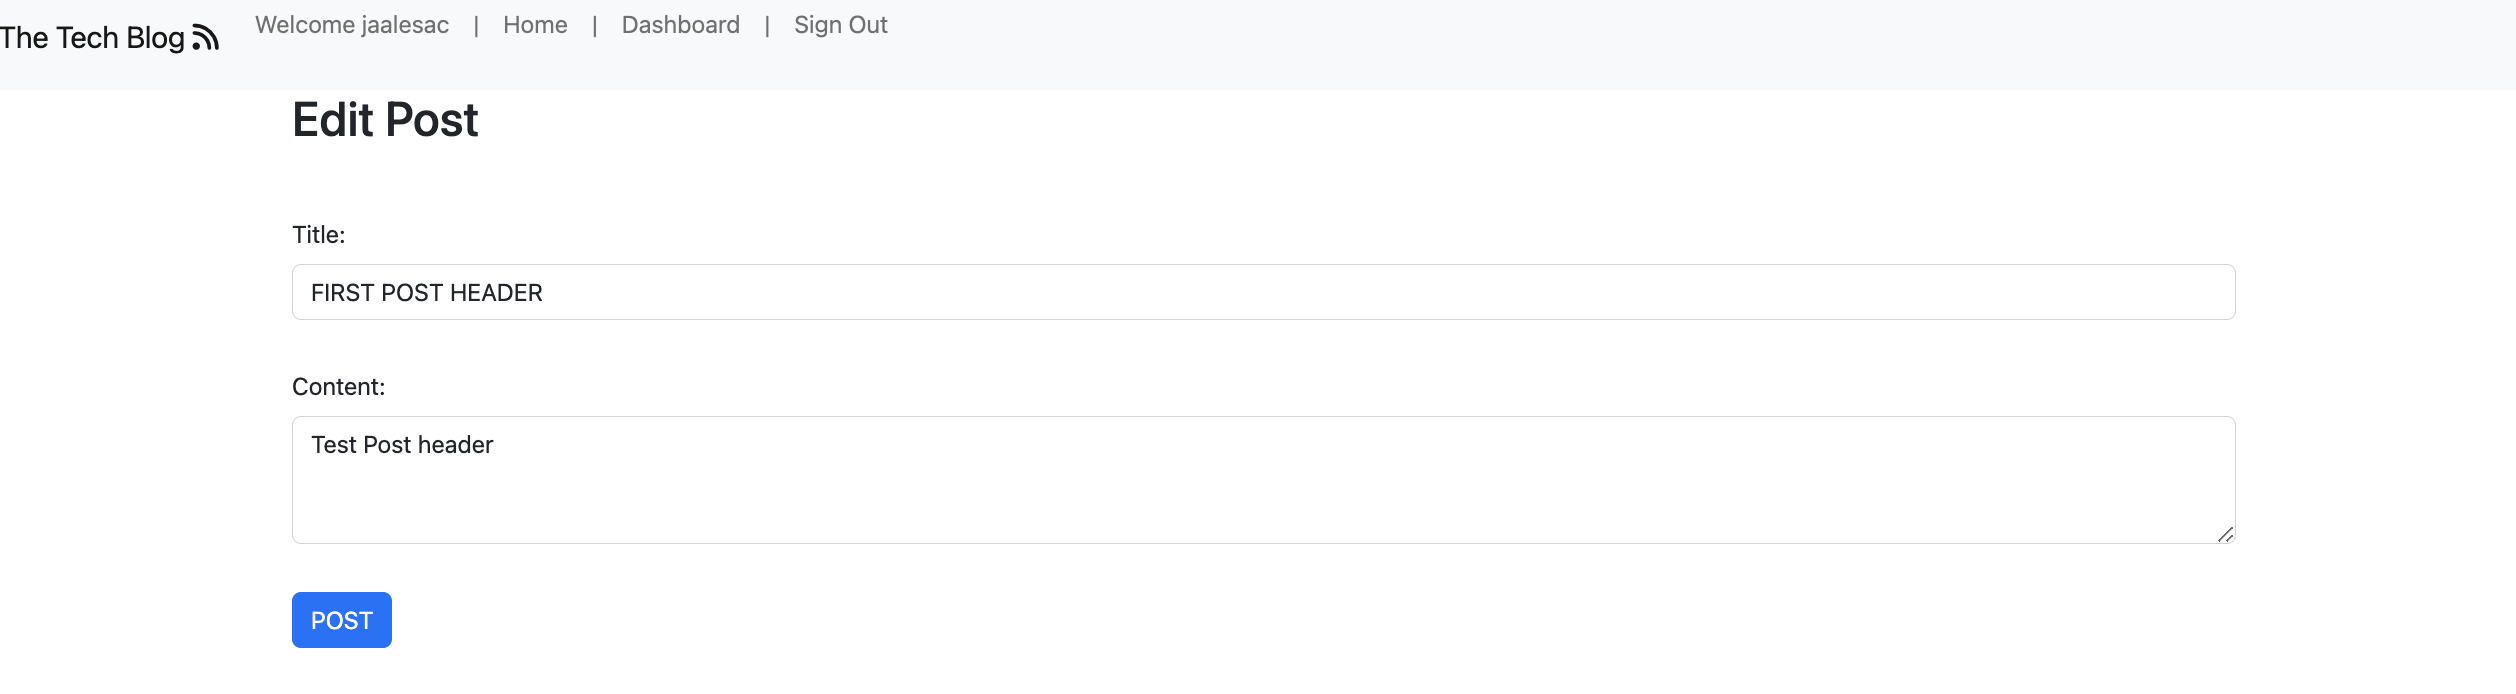 The Tech Blog
Welcome jaalesac | Home | Dashboard | Sign Out
Edit Post
Title:
FIRST POST HEADER
Content:
Test Post header
POST